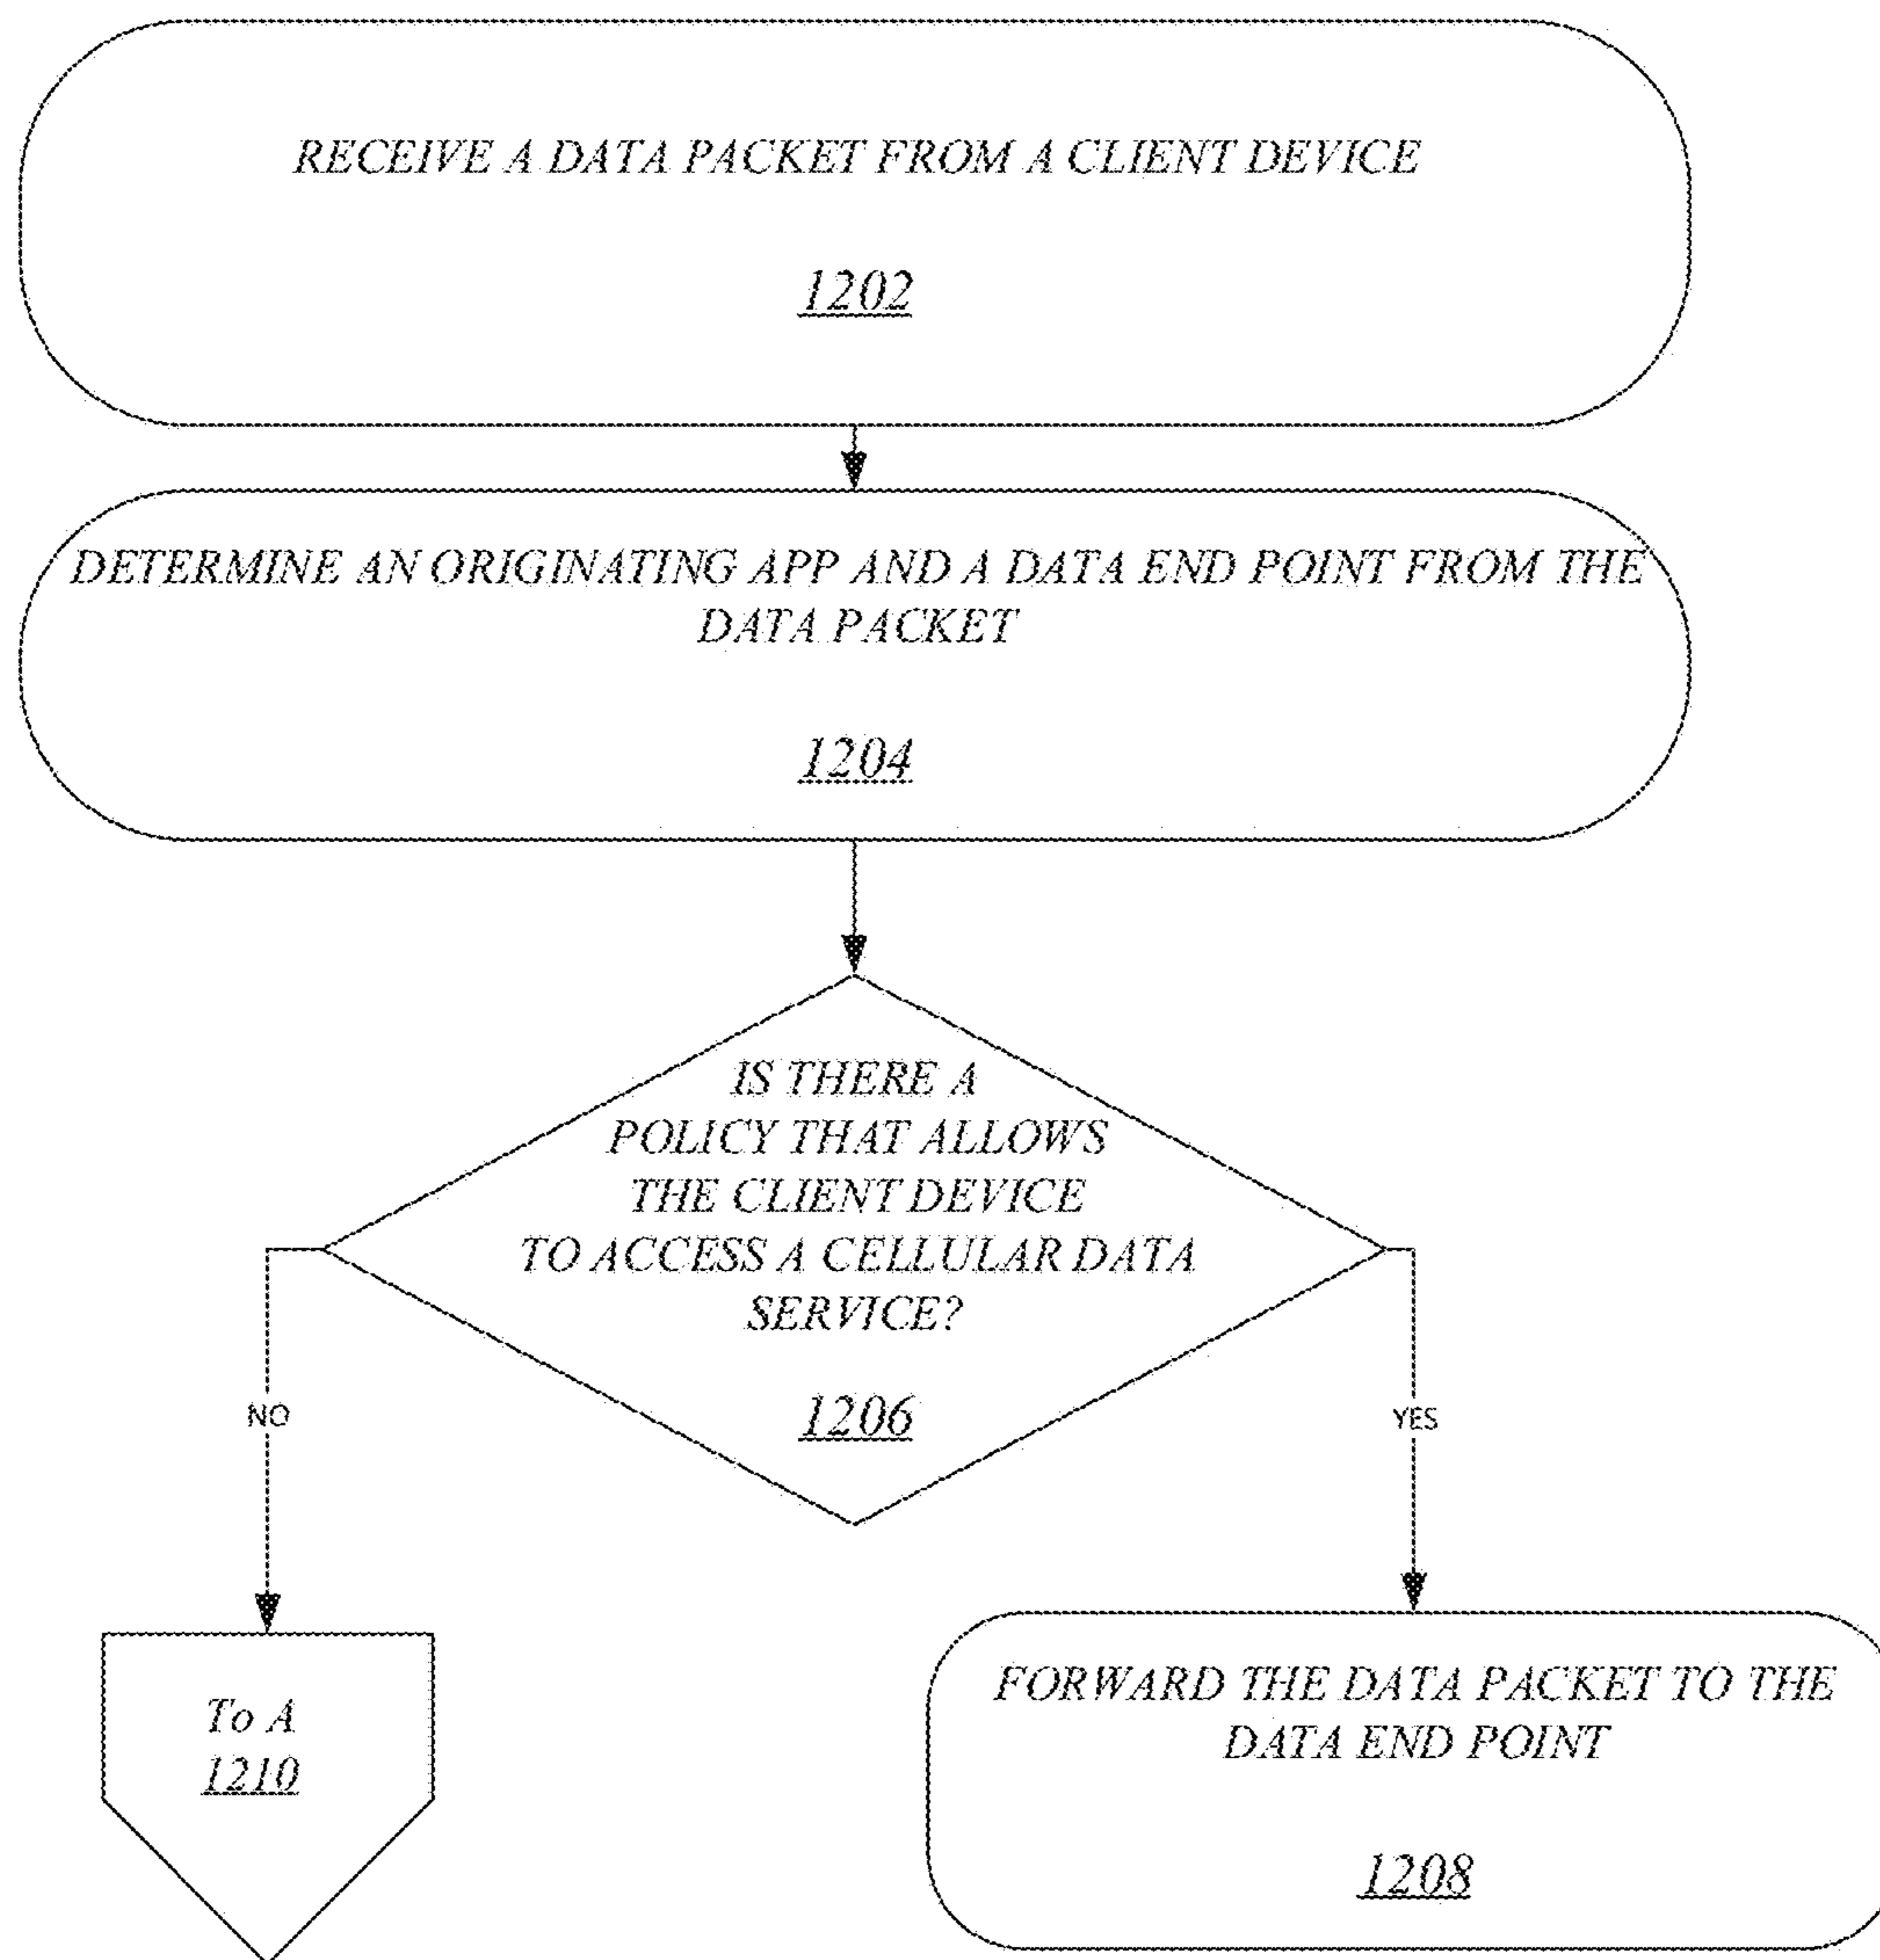 RECEIVE A DATA PACKET FROM A CLIENT DEVICE
1202
DETERMINE AN ORIGINATING APP AND A DATA END POINT FROM THE
DATA PACKET
1204
IS THERE A
POLICY THAT ALLOWS
THE CLIENT DEVICE
TO ACCESS A CELLULAR DATA
SERVICE?
1206
NO
YES
To A
1210
FORWARD THE DATA PACKET TO THE
DATA END POINT
1208